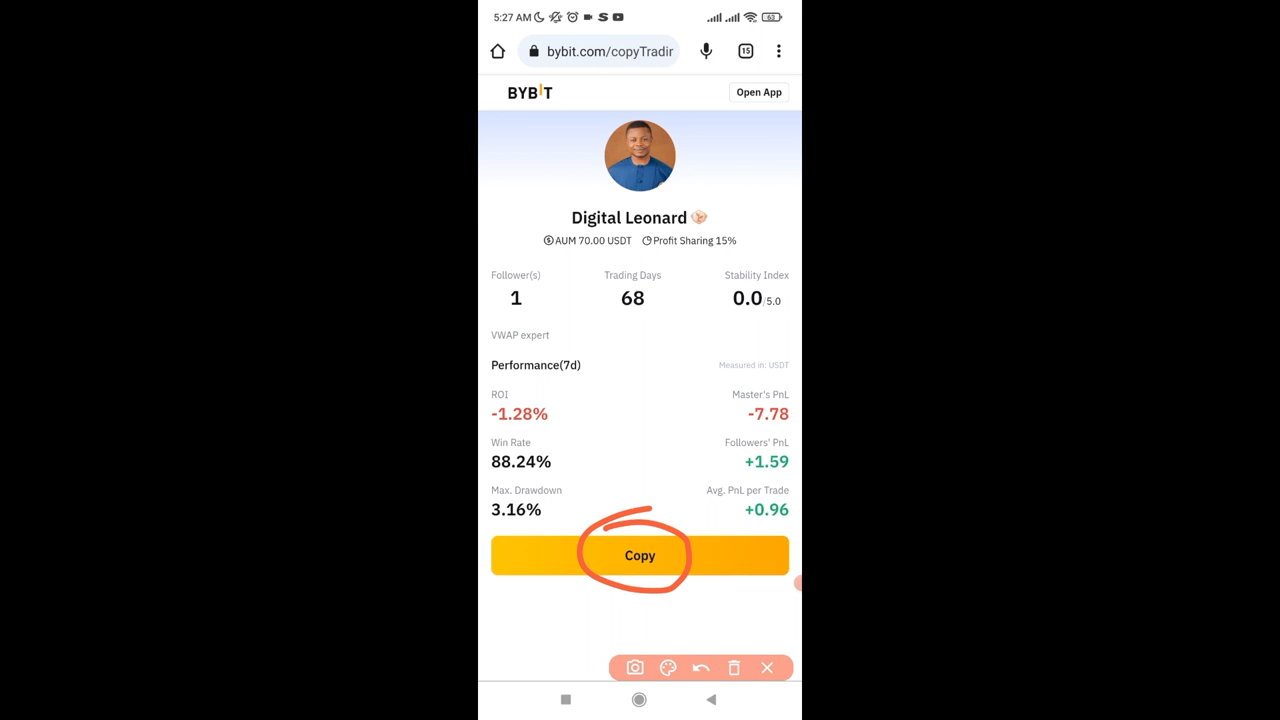 5:27 AM
63
bybit.com/copyTradir
15
BYBIT
Open App
Digital Leonard
AUM 70.00 USDT Profit Sharing 15%
Follower(s) Trading Days Stability Index
1 68 0.0/5.0
VWAP expert
Performance(7d) Measured in: USDT
ROI Master's PnL
-1.28% -7.78
Win Rate Followers' PnL
88.24% +1.59
Max. Drawdown Avg. PnL per Trade
3.16% +0.96
Copy